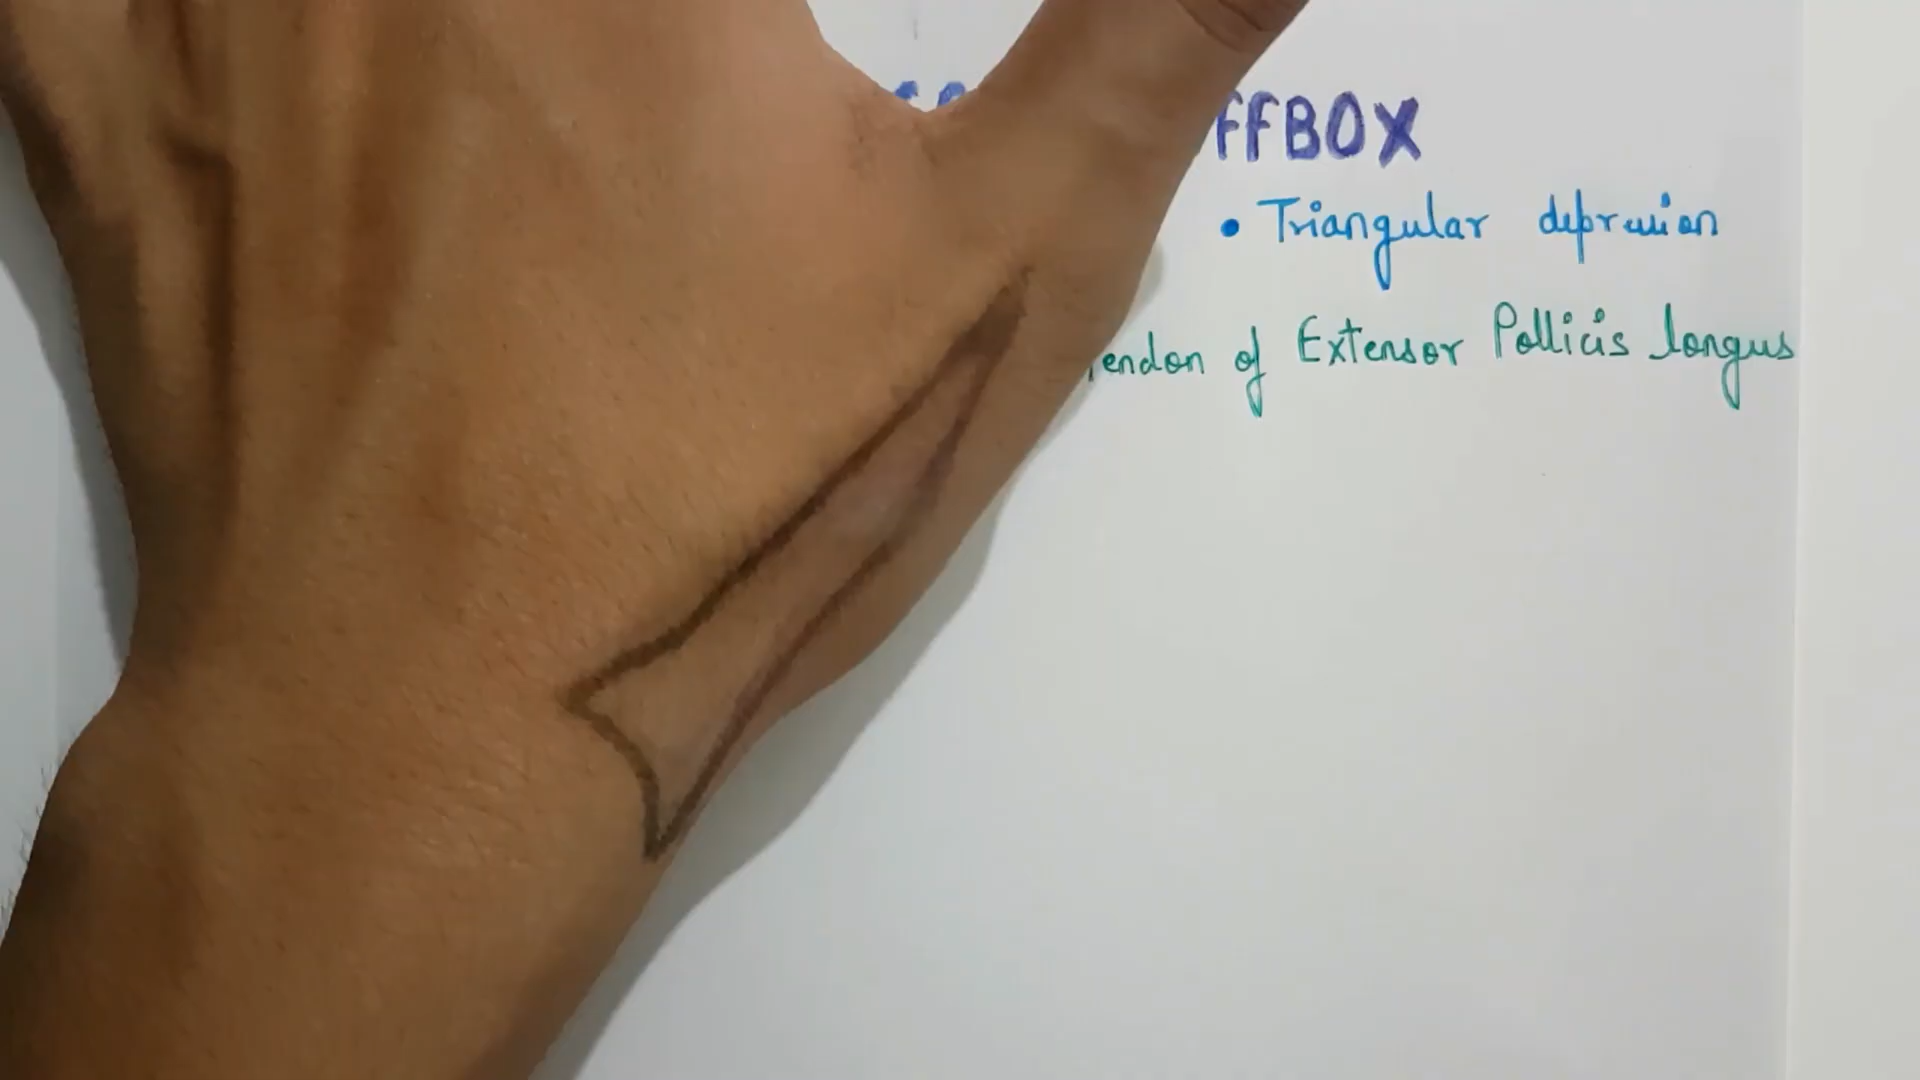 FFBOX
• Triangular depression
endon of Extensor Pollicis longus